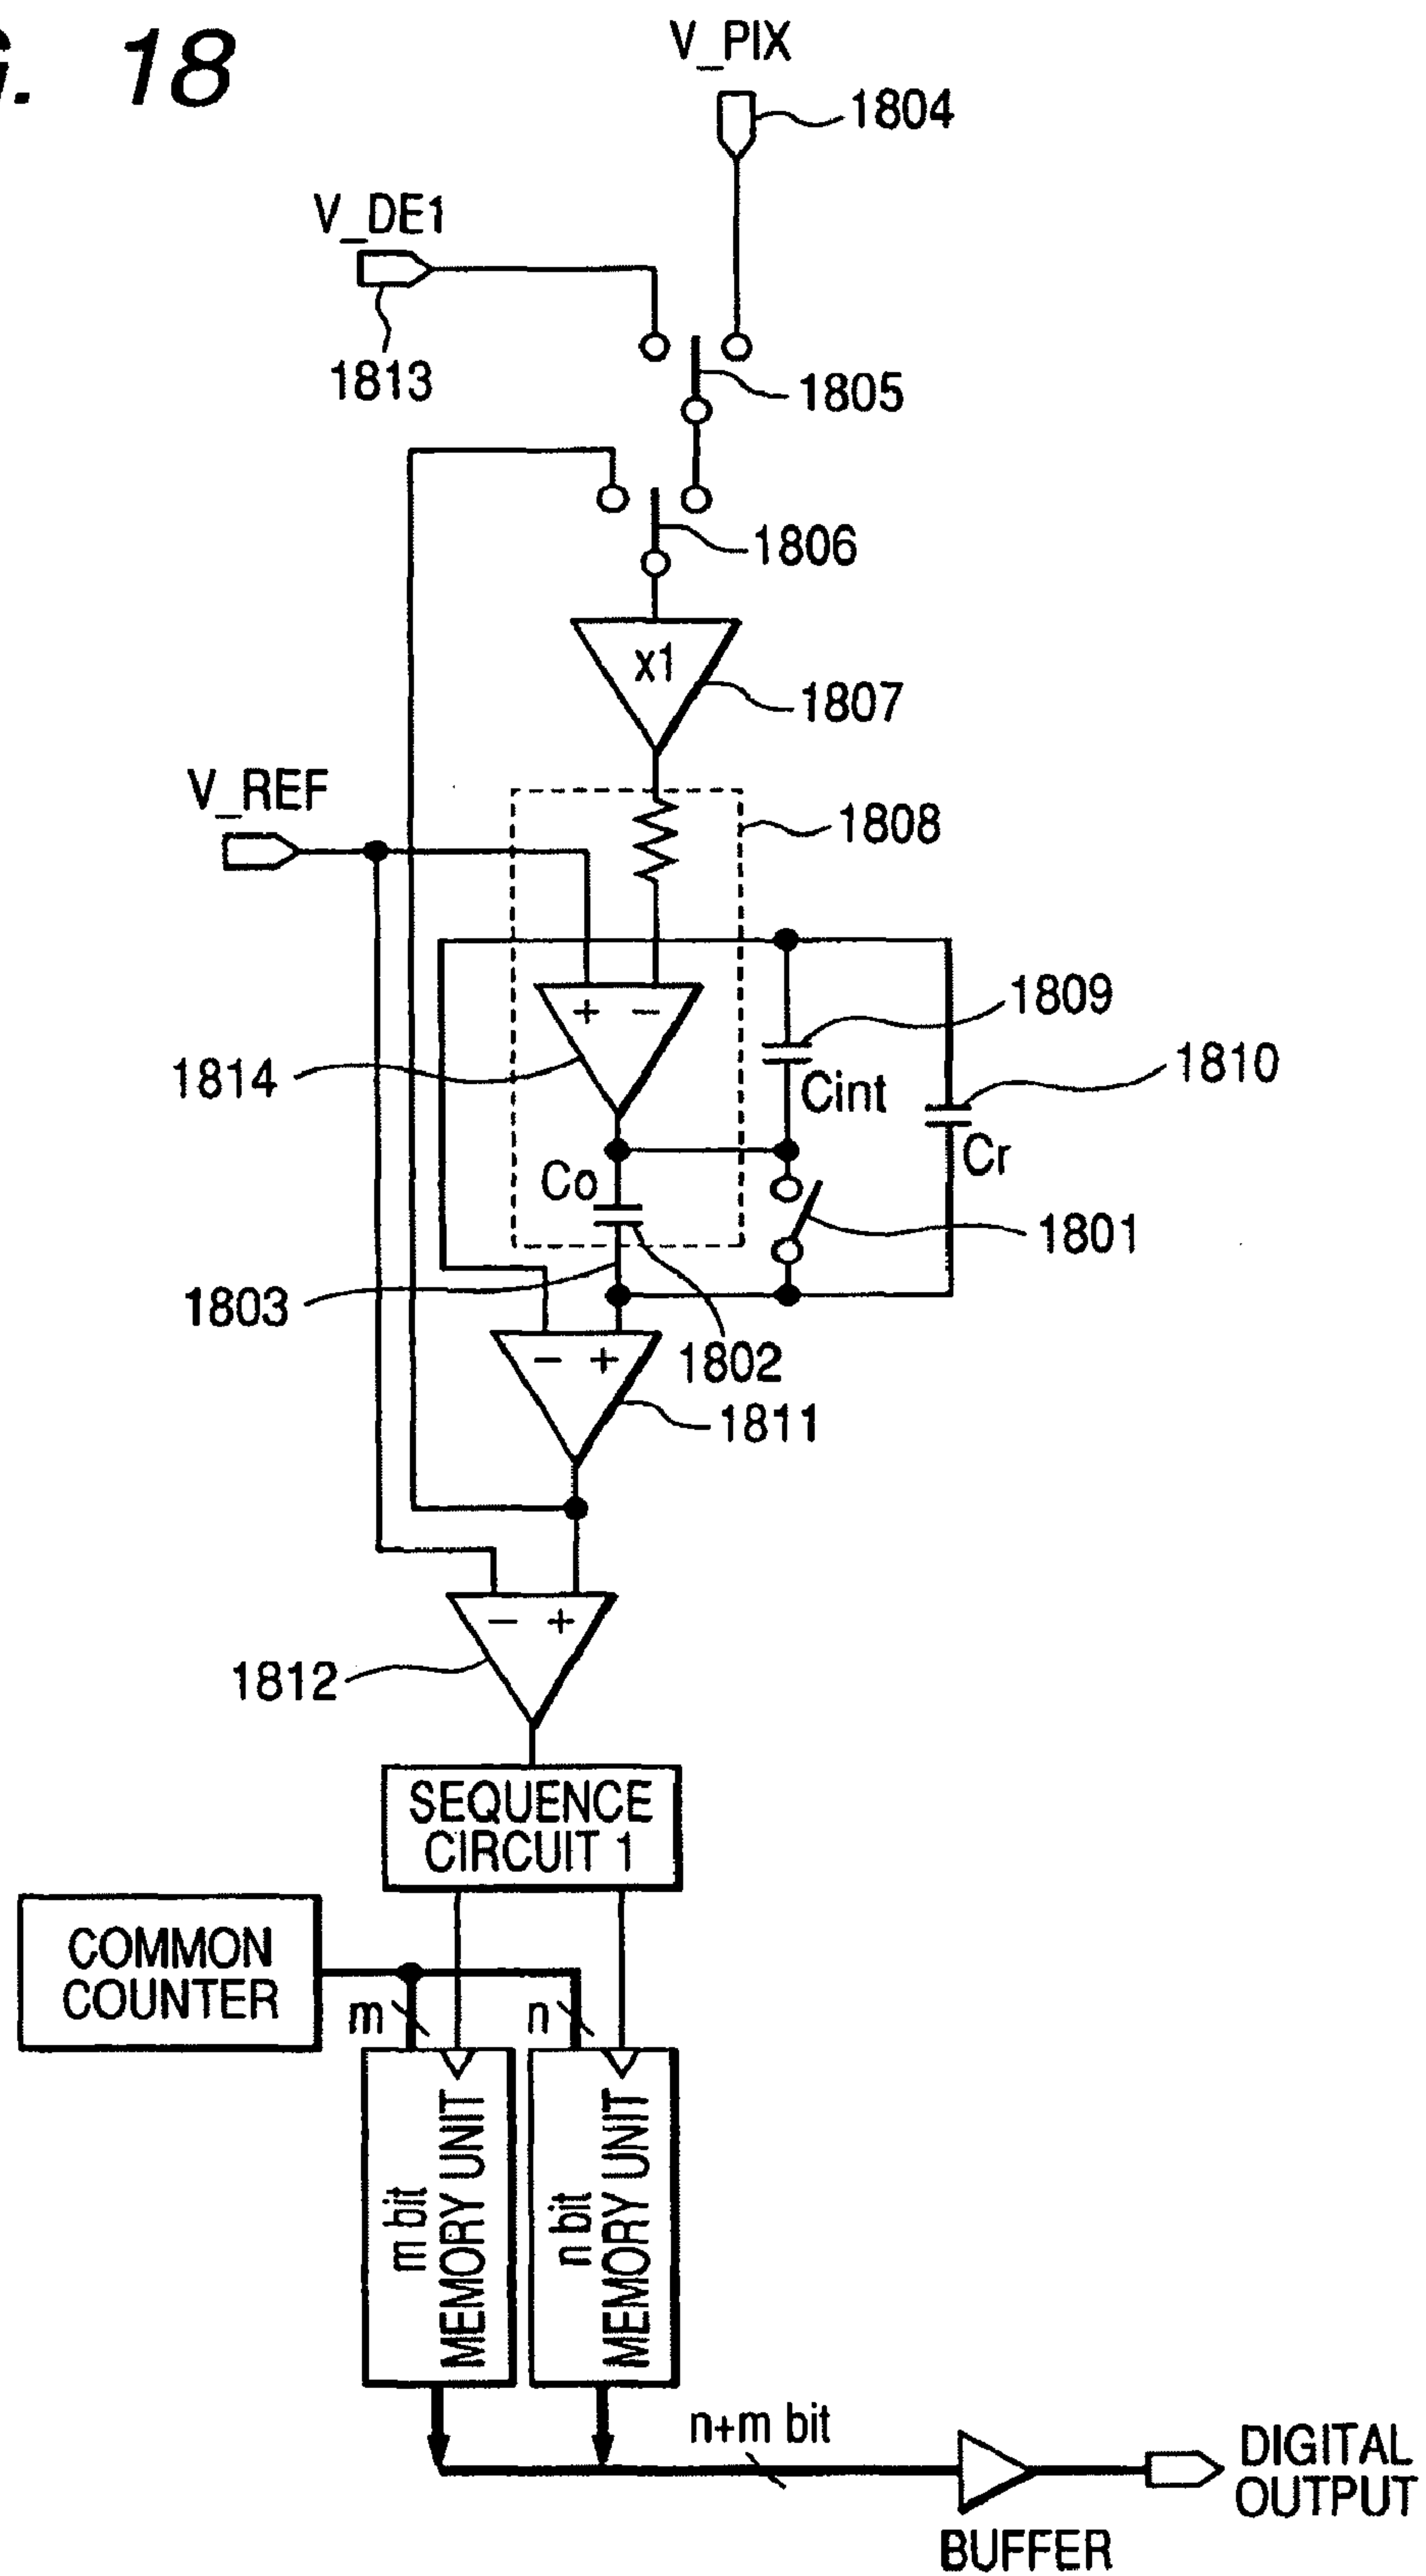 G. 18
V_PIX
1804
V_DE1
1813
1805
1806
x1
1807
V_REF
1808
+ −
1814
1809
Cint
1810
Cr
Co
1801
1803
1802
− +
1811
− +
1812
SEQUENCE
CIRCUIT 1
COMMON
COUNTER
m
n
m bit
MEMORY UNIT
n bit
MEMORY UNIT
n+m bit
BUFFER
DIGITAL
OUTPUT